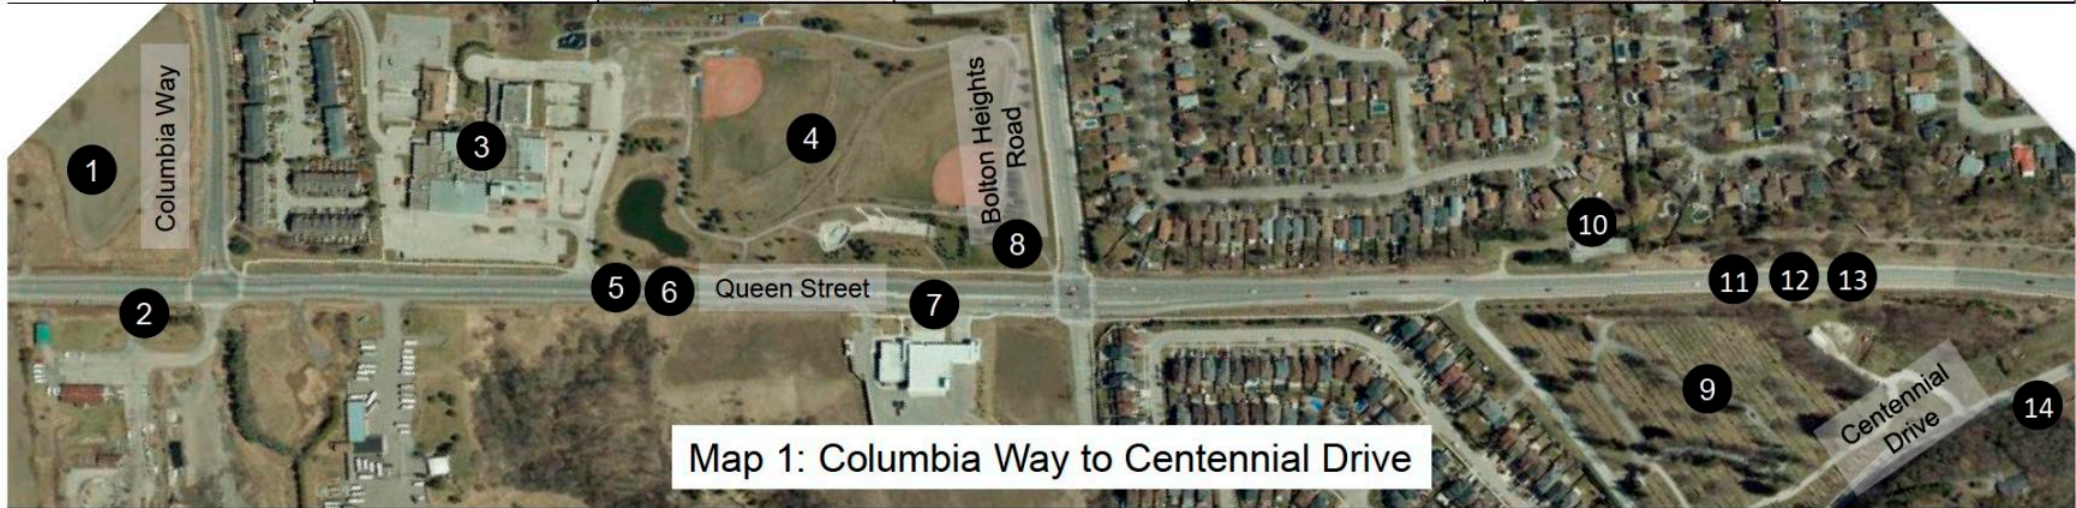 Columbia Way
Bolton Heights
Road
1
3
4
2
5
6
Queen Street
7
8
10
11
12
13
9
Centennial
Drive
14
Map 1: Columbia Way to Centennial Drive